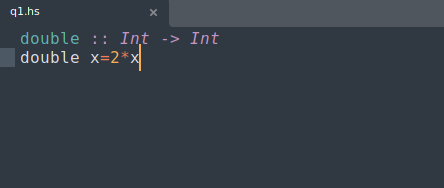 q1.hs ×
double :: Int -> Int
double x=2*x